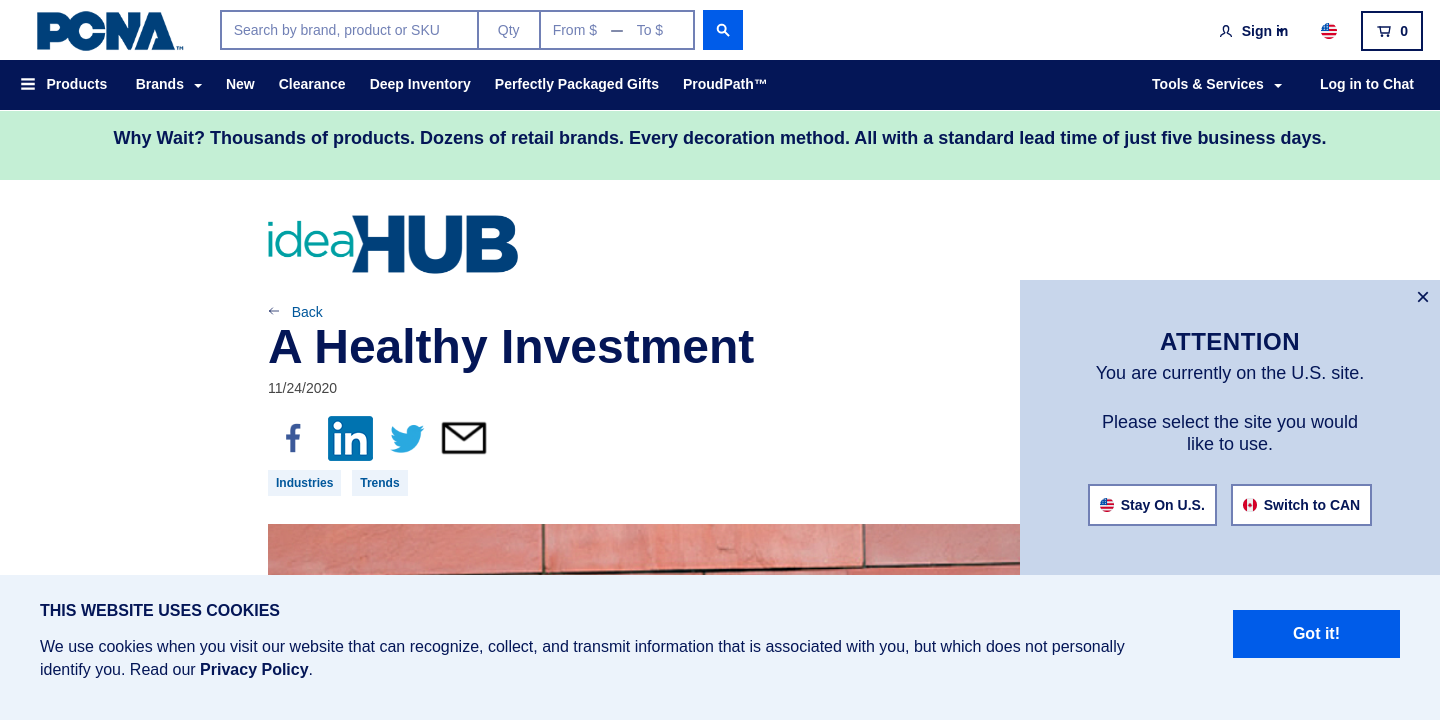 PCNA™
Search by brand, product or SKU
Qty
From $ — To $
Sign in
0
Products
Brands
New
Clearance
Deep Inventory
Perfectly Packaged Gifts
ProudPath™
Tools & Services
Log in to Chat
Why Wait? Thousands of products. Dozens of retail brands. Every decoration method. All with a standard lead time of just five business days.
ideaHUB
Back
A Healthy Investment
11/24/2020
Industries
Trends
ATTENTION
You are currently on the U.S. site.
Please select the site you would
like to use.
Stay On U.S.
Switch to CAN
THIS WEBSITE USES COOKIES
We use cookies when you visit our website that can recognize, collect, and transmit information that is associated with you, but which does not personally
identify you. Read our Privacy Policy.
Got it!